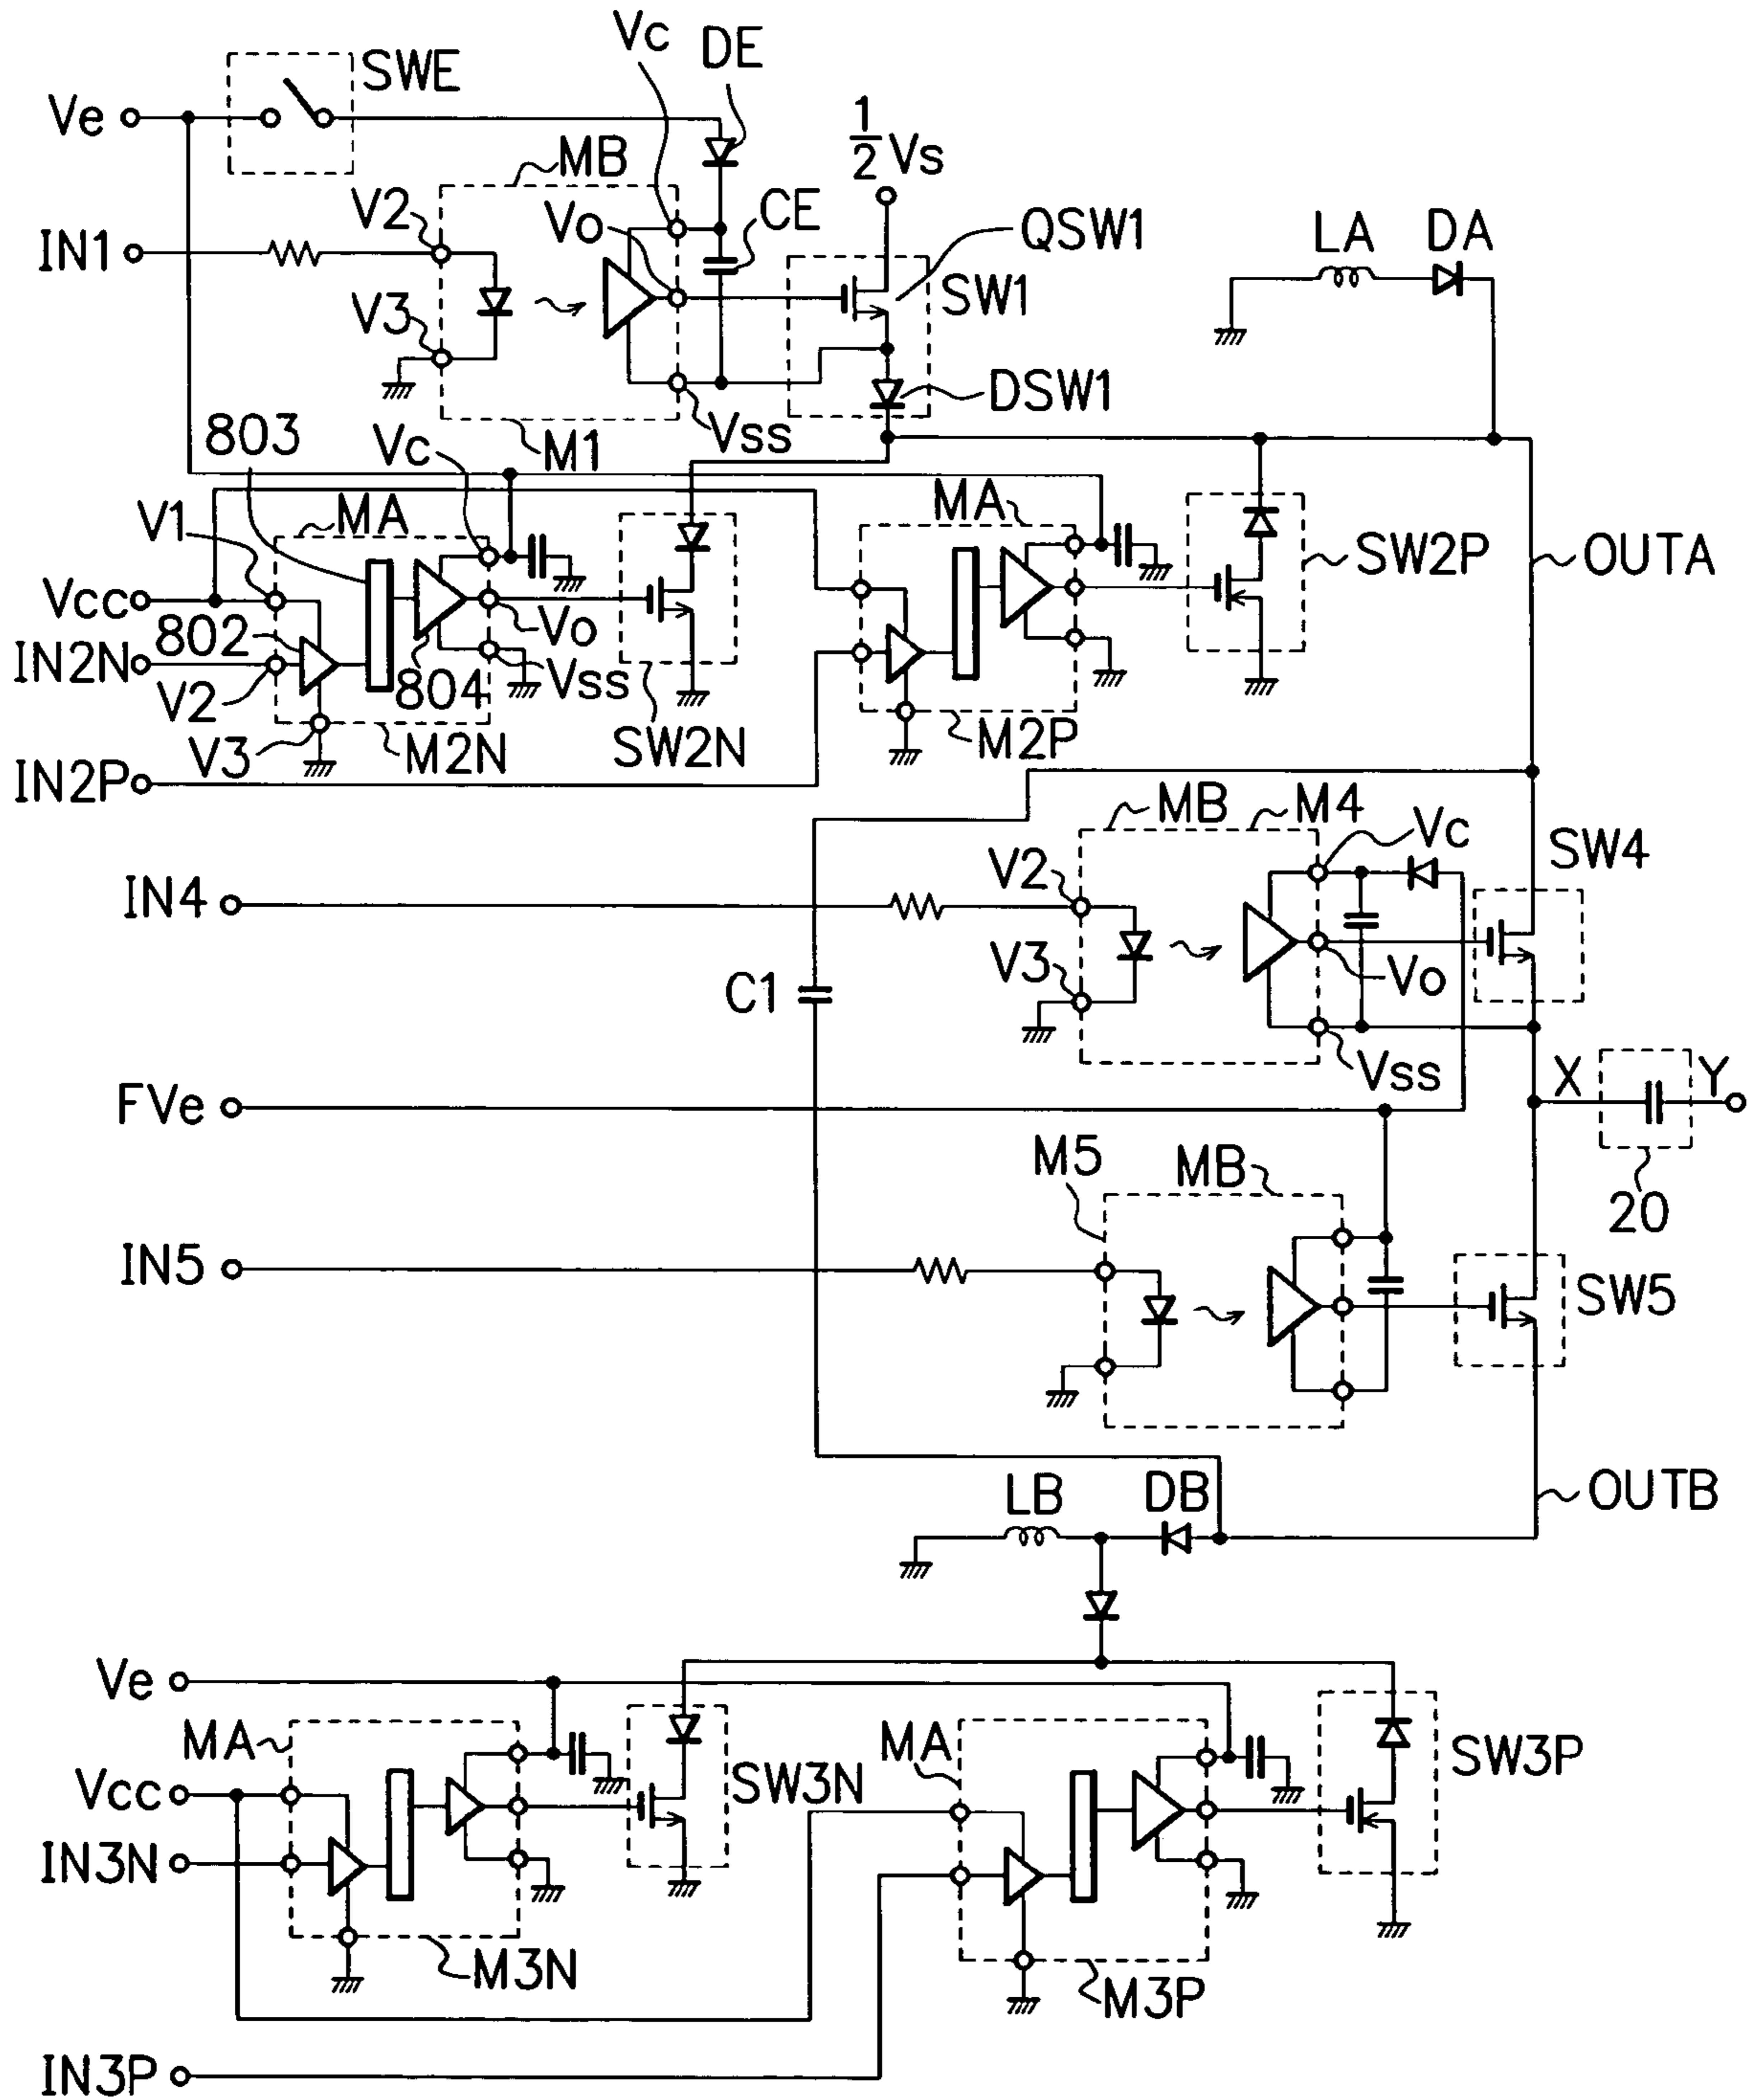 Vc
DE
SWE
Ve
1/2 Vs
MB
V2
Vo
CE
QSW1
IN1
SW1
LA
DA
V3
DSW1
803
Vc
Vss
M1
V1
MA
MA
SW2P
OUTA
Vcc
802
Vo
IN2N
804
Vss
V2
SW2N
M2P
V3
M2N
IN2P
MB
M4
Vc
SW4
V2
IN4
V3
Vo
C1
Vss
X
Y
FVe
M5
MB
20
IN5
SW5
LB
DB
OUTB
Ve
MA
MA
SW3P
SW3N
Vcc
IN3N
M3N
M3P
IN3P